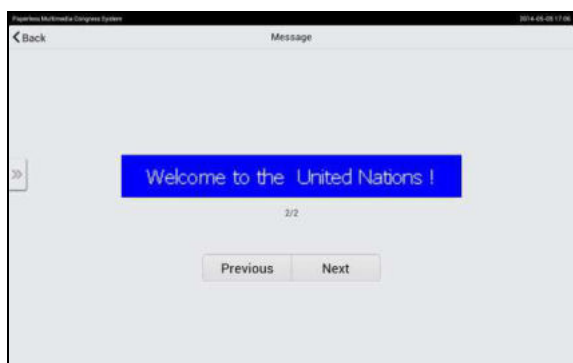 Paperless Multimedia Congress System 2014-05-05 17:06
Back Message
»
Welcome to the United Nations !
2/2
Previous Next